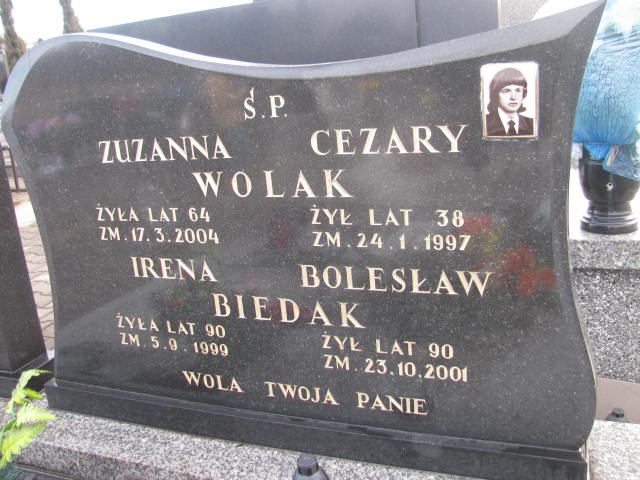 Ś.P.
ZUZANNA CEZARY
WOLAK
ŻYŁA LAT 64 ŻYŁ LAT 38
ZM. 17.3.2004 ZM. 24.1.1997
IRENA BOLESŁAW
BIEDAK
ŻYŁA LAT 90 ŻYŁ LAT 90
ZM. 5.9.1999 ZM. 23.10.2001
WOLA TWOJA PANIE